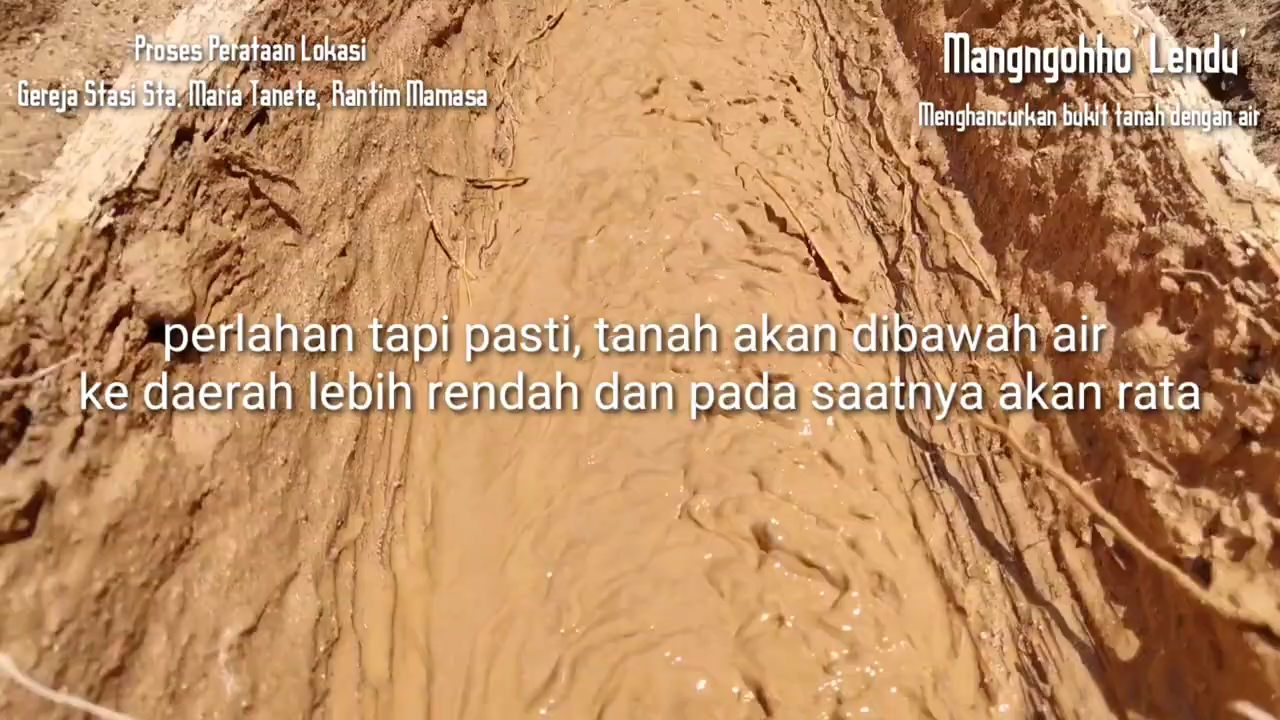 Proses Perataan Lokasi
Gereja Stasi Sta. Maria Tanete, Rantim Mamasa
Mangngohho' Lendu'
Menghancurkan bukit tanah dengan air
perlahan tapi pasti, tanah akan dibawah air
ke daerah lebih rendah dan pada saatnya akan rata